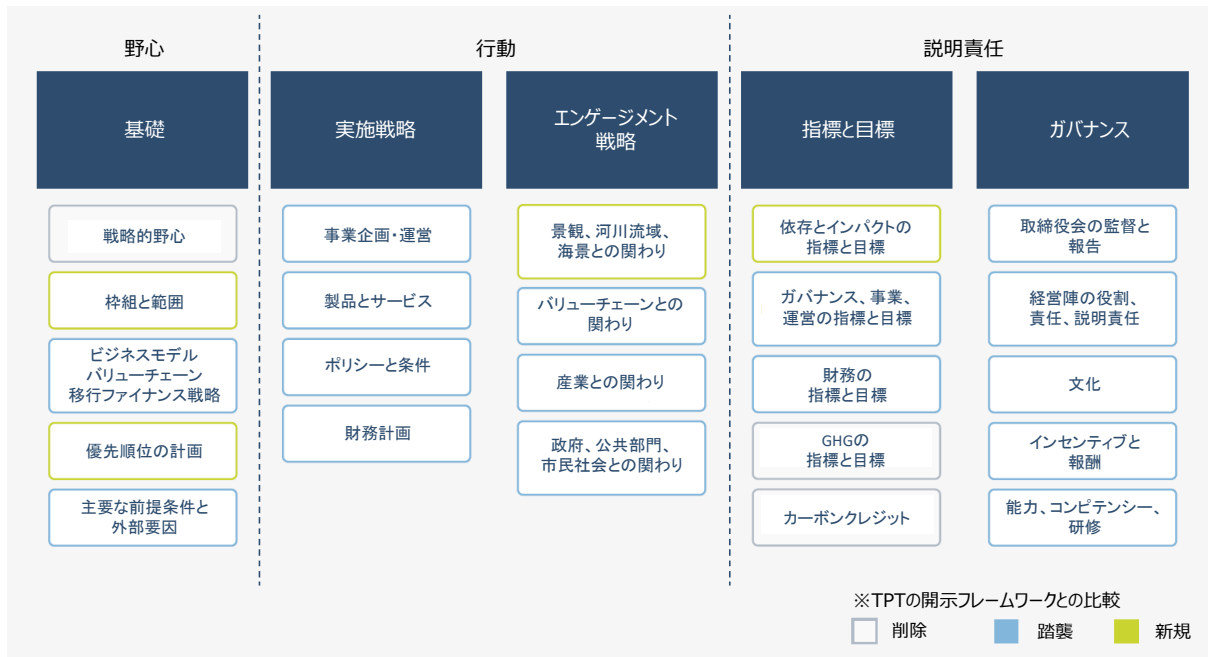 野心
行動
説明責任
基礎
実施戦略
エンゲージメント
戦略
指標と目標
ガバナンス
戦略的野心
枠組と範囲
ビジネスモデル
バリューチェーン
移行ファイナンス戦略
優先順位の計画
主要な前提条件と
外部要因
事業企画・運営
製品とサービス
ポリシーと条件
財務計画
景観、河川流域、
海景との関わり
バリューチェーンとの
関わり
産業との関わり
政府、公共部門、
市民社会との関わり
依存とインパクトの
指標と目標
ガバナンス、事業、
運営の指標と目標
財務の
指標と目標
GHGの
指標と目標
カーボンクレジット
取締役会の監督と
報告
経営陣の役割、
責任、説明責任
文化
インセンティブと
報酬
能力、コンピテンシー、
研修
※TPTの開示フレームワークとの比較
削除
踏襲
新規